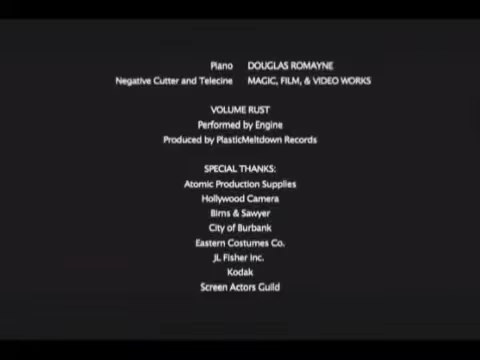 Piano DOUGLAS ROMAYNE
Negative Cutter and Telecine MAGIC, FILM, & VIDEO WORKS
VOLUME RUST
Performed by Engine
Produced by PlasticMeltdown Records
SPECIAL THANKS:
Atomic Production Supplies
Hollywood Camera
Birns & Sawyer
City of Burbank
Eastern Costumes Co.
JL Fisher Inc.
Kodak
Screen Actors Guild